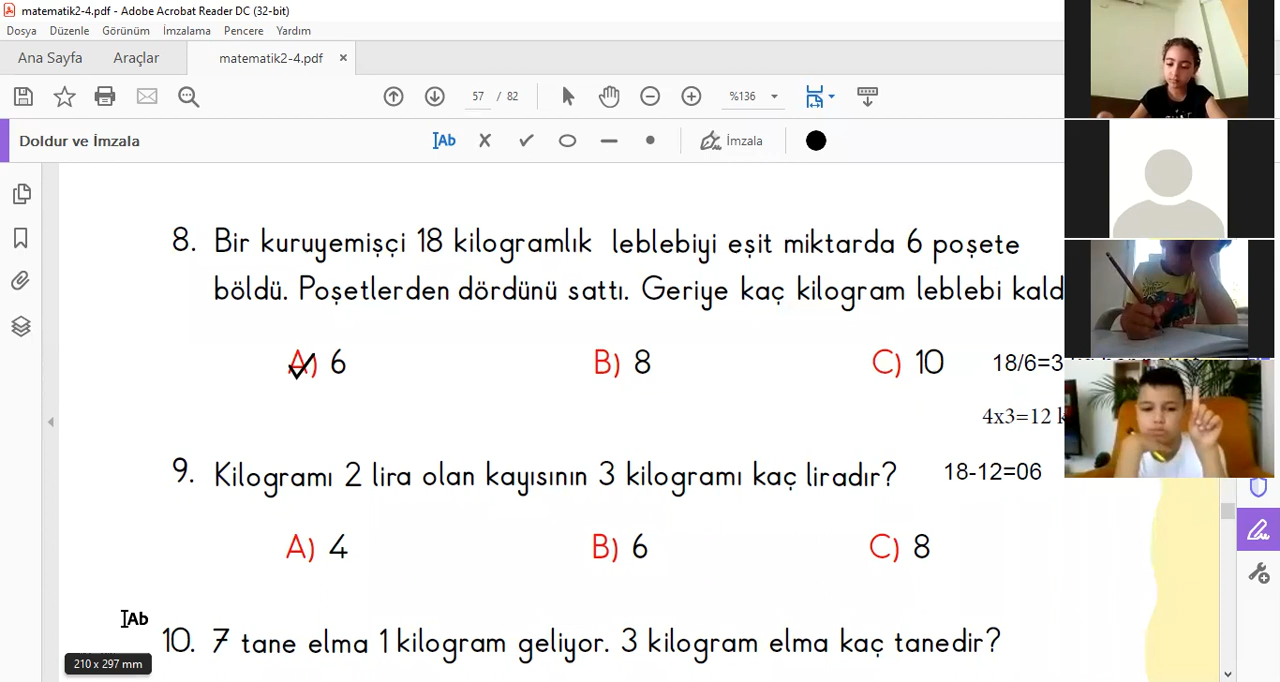 matematik2-4.pdf - Adobe Acrobat Reader DC (32-bit)
Dosya Düzenle Görünüm İmzalama Pencere Yardım
Ana Sayfa Araçlar matematik2-4.pdf ×
57 / 82 %136
Doldur ve İmzala
Ab İmzala
8. Bir kuruyemişçi 18 kilogramlık leblebiyi eşit miktarda 6 poşete
böldü. Poşetlerden dördünü sattı. Geriye kaç kilogram leblebi kald
A) 6 B) 8 C) 10 18/6=3
4x3=12 k
9. Kilogramı 2 lira olan kayısının 3 kilogramı kaç liradır? 18-12=06
A) 4 B) 6 C) 8
Ab
10. 7 tane elma 1 kilogram geliyor. 3 kilogram elma kaç tanedir?
210 x 297 mm